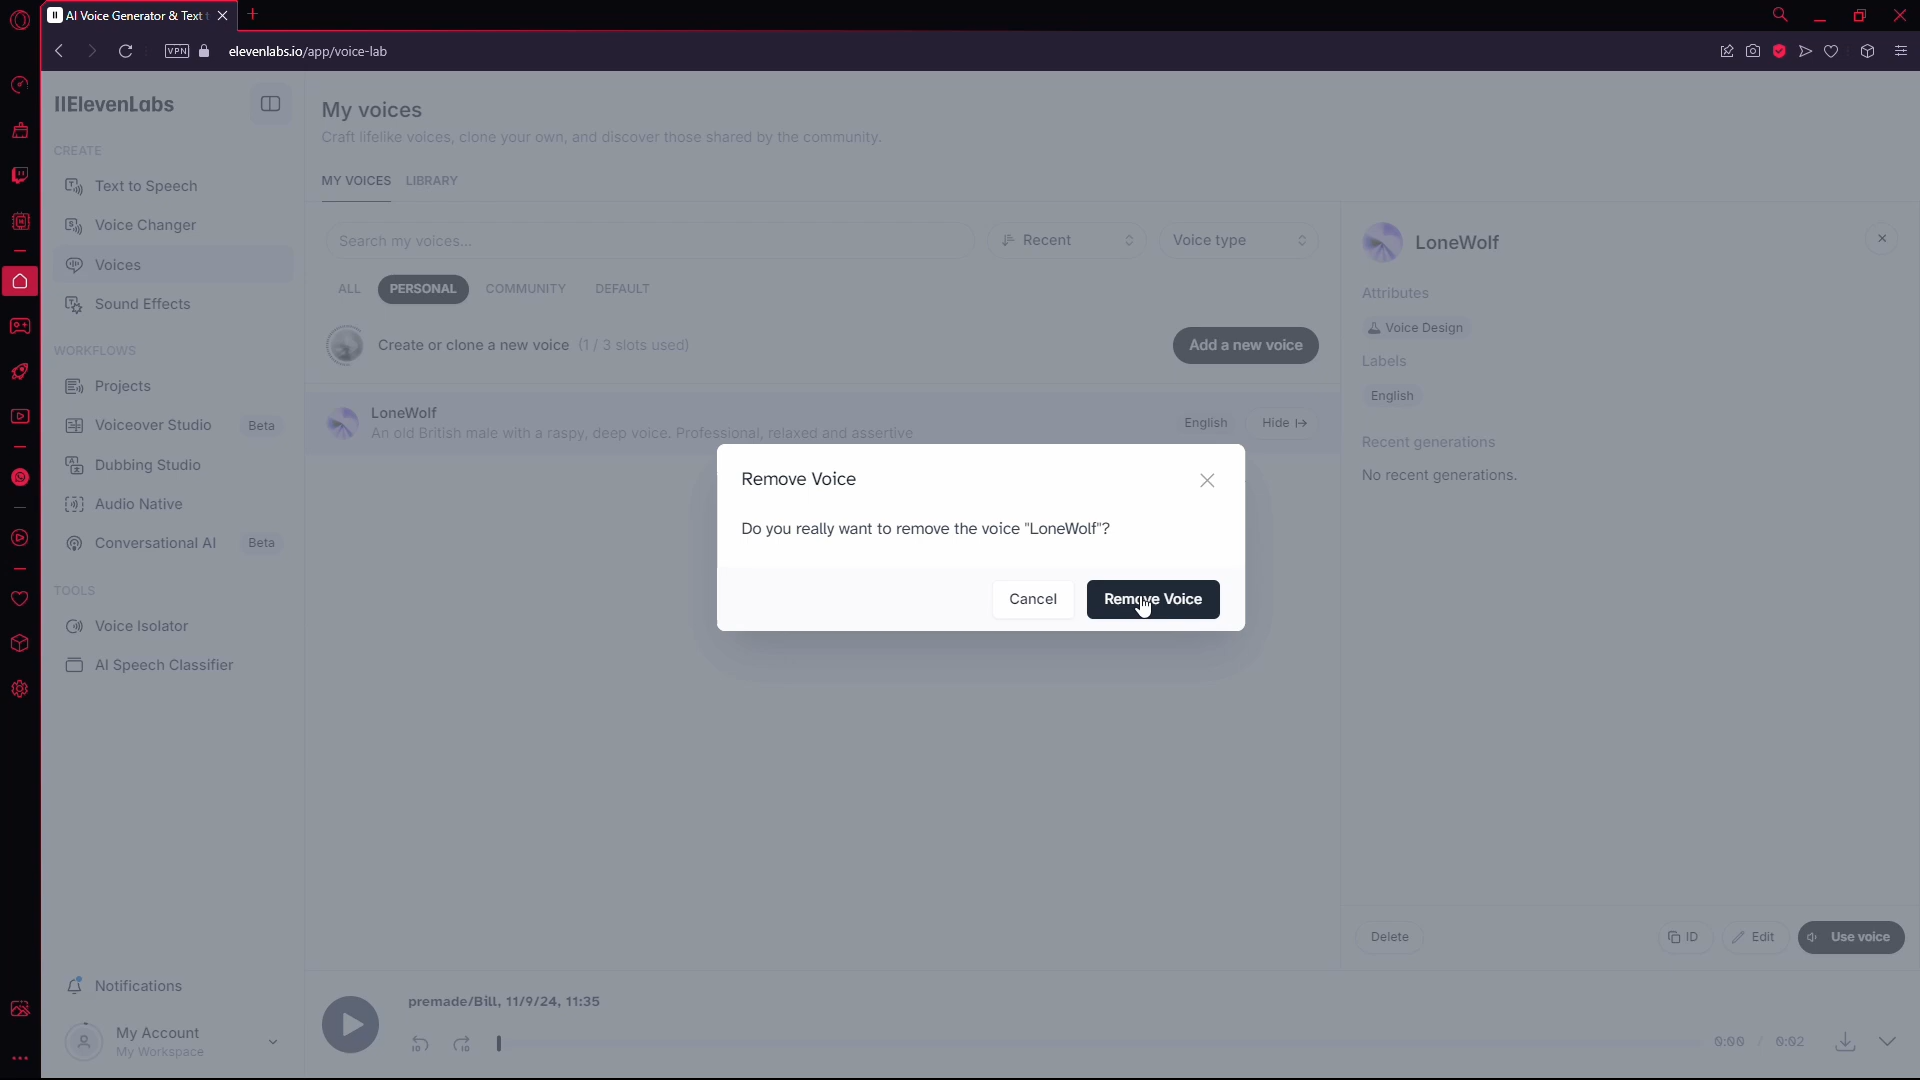 AI Voice Generator & Text t
VPN
elevenlabs.io/app/voice-lab
IIElevenLabs
CREATE
Text to Speech
Voice Changer
Voices
Sound Effects
WORKFLOWS
Projects
Voiceover Studio Beta
Dubbing Studio
Audio Native
Conversational AI Beta
TOOLS
Voice Isolator
AI Speech Classifier
Notifications
My Account
My Workspace
My voices
Craft lifelike voices, clone your own, and discover those shared by the community.
MY VOICES LIBRARY
Search my voices...
Recent
Voice type
ALL PERSONAL COMMUNITY DEFAULT
Create or clone a new voice (1 / 3 slots used)
Add a new voice
LoneWolf
An old British male with a raspy, deep voice. Professional, relaxed and assertive
English
Hide
Remove Voice
Do you really want to remove the voice "LoneWolf"?
Cancel
Remove Voice
LoneWolf
Attributes
Voice Design
Labels
English
Recent generations
No recent generations.
Delete
ID
Edit
Use voice
premade/Bill, 11/9/24, 11:35
10
10
0:00 / 0:02